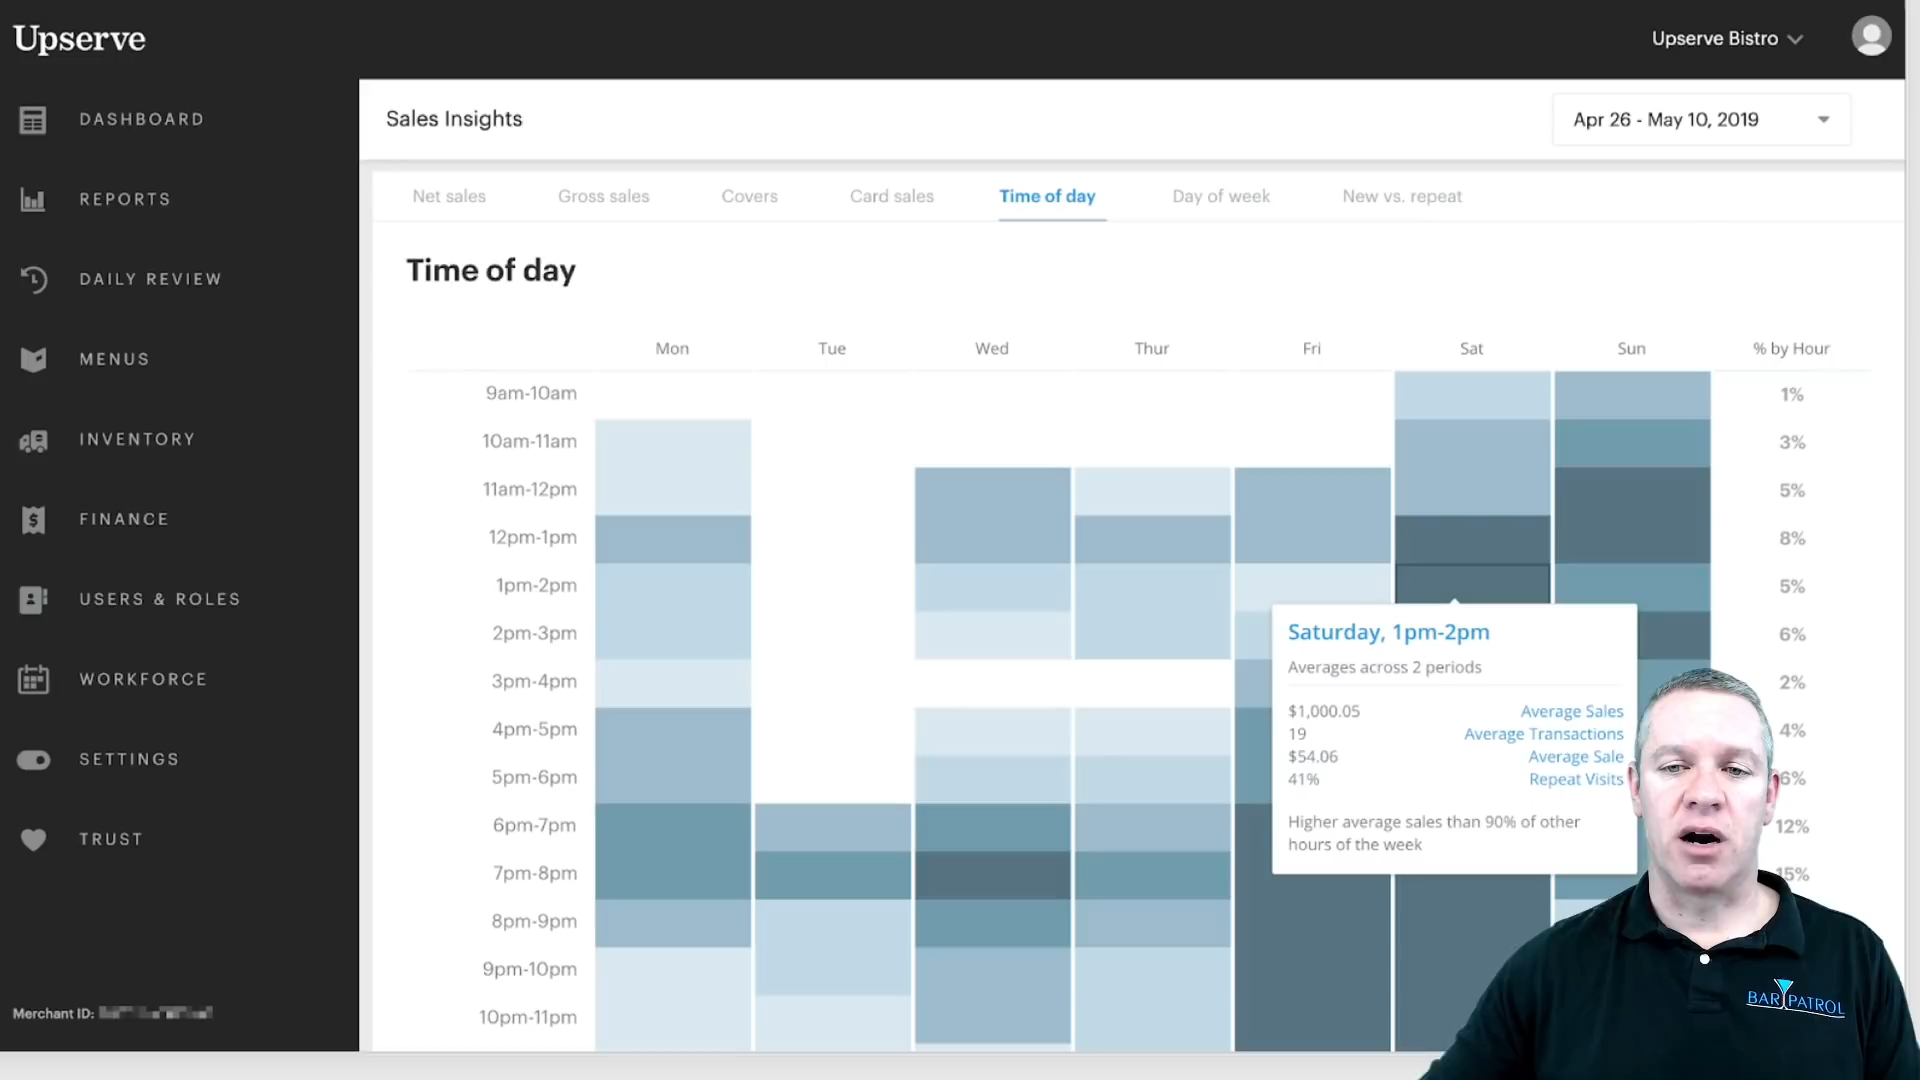 Upserve
Upserve Bistro
DASHBOARD
REPORTS
DAILY REVIEW
MENUS
INVENTORY
FINANCE
USERS & ROLES
WORKFORCE
SETTINGS
TRUST
Merchant ID:
Sales Insights
Apr 26 - May 10, 2019
Net sales Gross sales Covers Card sales Time of day Day of week New vs. repeat
Time of day
Mon Tue Wed Thur Fri Sat Sun % by Hour
9am-10am 1%
10am-11am 3%
11am-12pm 5%
12pm-1pm 8%
1pm-2pm 5%
2pm-3pm 6%
3pm-4pm 2%
4pm-5pm 4%
5pm-6pm 6%
6pm-7pm 12%
7pm-8pm 15%
8pm-9pm
9pm-10pm
10pm-11pm
Saturday, 1pm-2pm
Averages across 2 periods
$1,000.05 Average Sales
19 Average Transactions
$54.06 Average Sale
41% Repeat Visits
Higher average sales than 90% of other
hours of the week
BAR PATROL